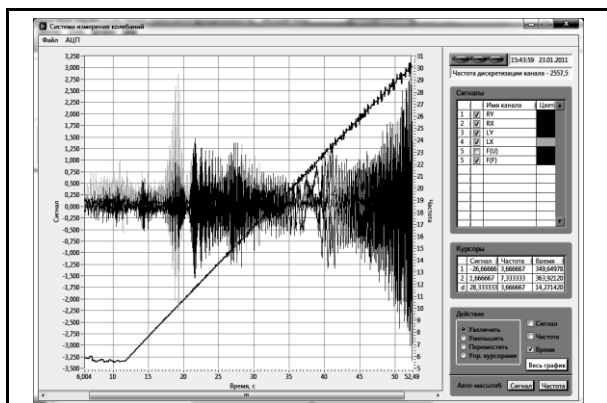 Система измерения колебаний
Файл АЦП
15:43:59 23.01.2011
Частота дискретизации канала - 2557,5
Сигналы
Имя канала Цвет
1 RY
2 RX
3 LY
4 LX
5 F(U)
5 F(F)
Курсоры
Сигнал Частота Время
1 -26,66666 3,666667 349,64978
2 1,666667 7,333333 363,92120
d 28,333333 3,666667 14,271420
Действие
Увеличить
Уменьшить
Переместить
Упр. курсорами
Сигнал
Частота
Время
Весь график
Авто-масштаб Сигнал Частота
Сигнал
3,250
3,000
2,750
2,500
2,250
2,000
1,750
1,500
1,250
1,000
0,750
0,500
0,250
0,000
-0,250
-0,500
-0,750
-1,000
-1,250
-1,500
-1,750
-2,000
-2,250
-2,500
-2,750
-3,000
-3,250
-3,500
Частота
31
30
29
28
27
26
25
24
23
22
21
20
19
18
17
16
15
14
13
12
11
10
9
8
7
6
5
6,004 10 15 20 25 30 35 40 45 50 52,49
Время, с